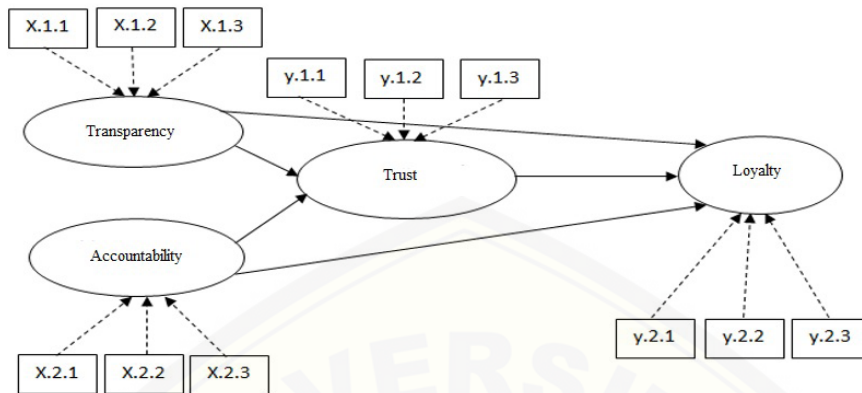 X.1.1 X.1.2 X.1.3
y.1.1 y.1.2 y.1.3
Transparency
Trust
Loyalty
Accountability
y.2.1 y.2.2 y.2.3
X.2.1 X.2.2 X.2.3